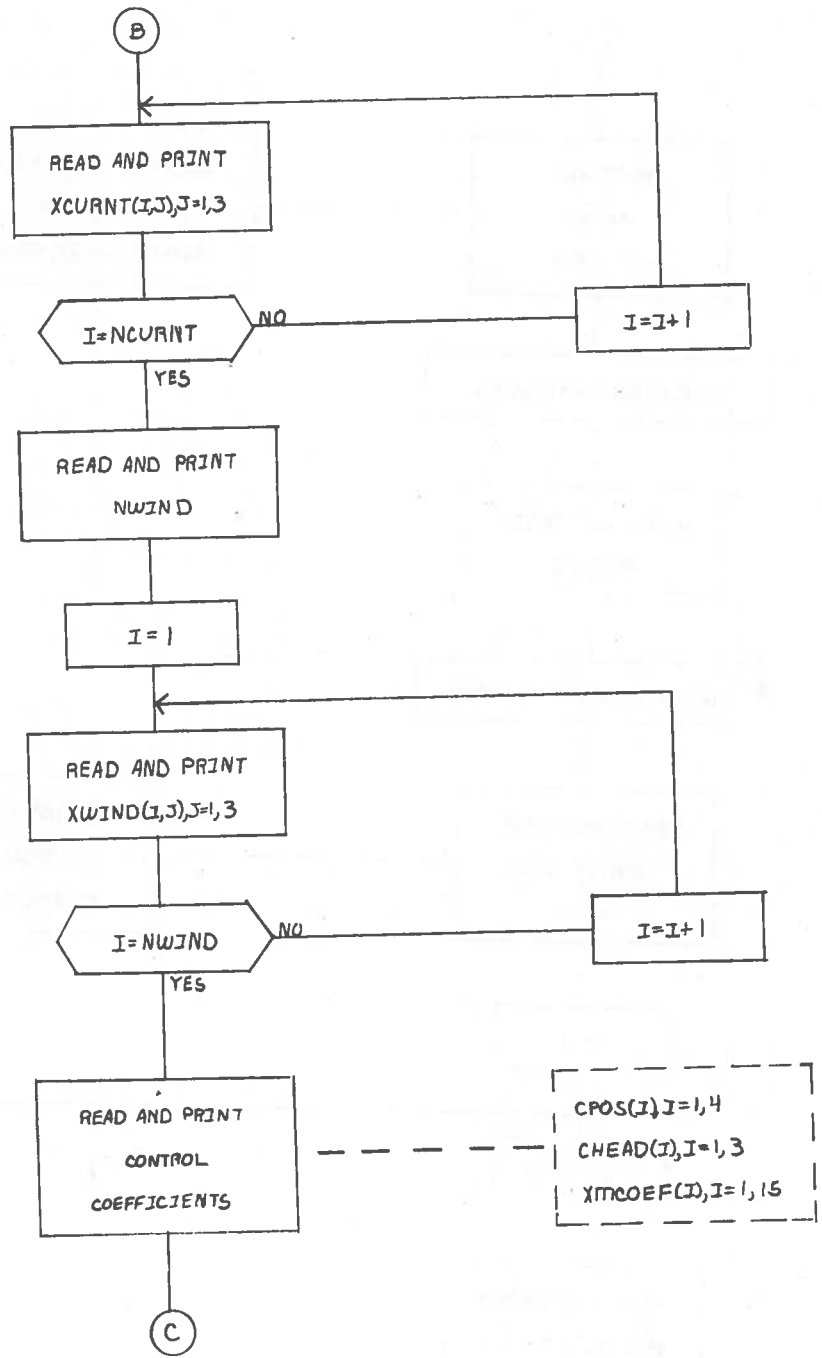 B
READ AND PRINT
XCURNT(I,J),J=1,3
I=NCURNT
NO
I=I+1
YES
READ AND PRINT
NWIND
I=1
READ AND PRINT
XWIND(I,J),J=1,3
I=NWIND
NO
I=I+1
YES
READ AND PRINT
CONTROL
COEFFICIENTS
CPOS(I),I=1,4
CHEAD(I),I=1,3
XMCOEF(I),I=1,15
C